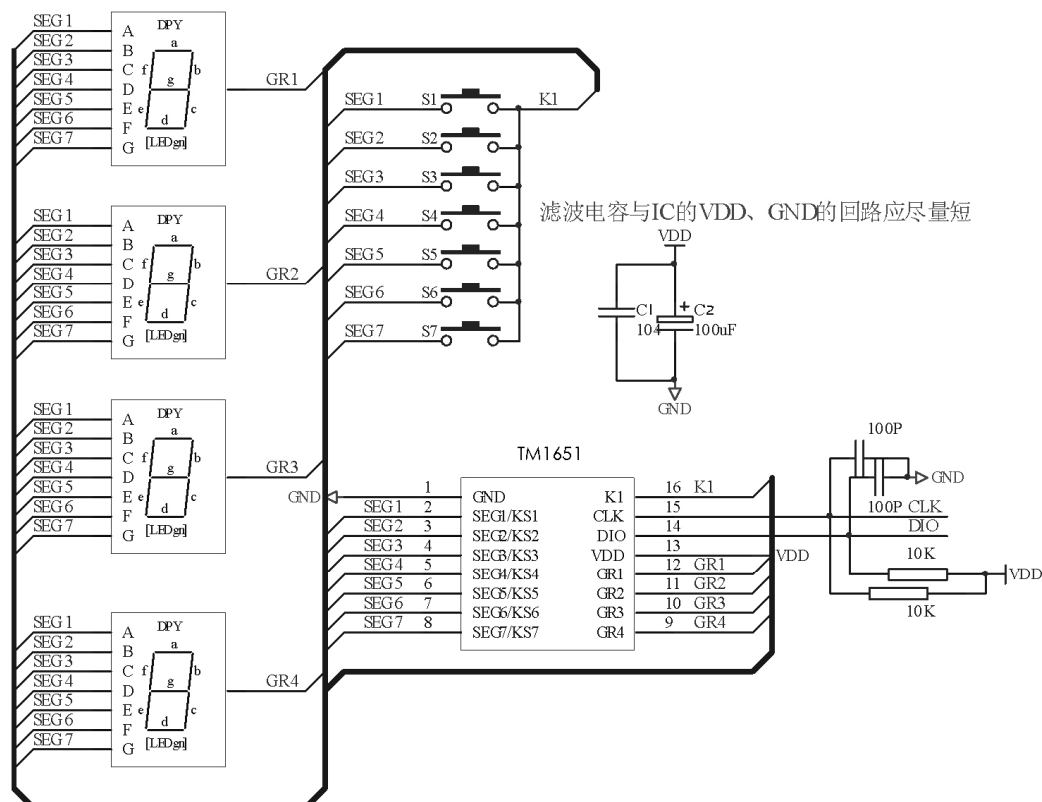 SEG1 A DPY
SEG2 B a
SEG3 C f b
SEG4 D g GR1
SEG5 E e c
SEG6 F d
SEG7 G [LEDgn]
SEG1 A DPY
SEG2 B a
SEG3 C f b
SEG4 D g GR2
SEG5 E e c
SEG6 F d
SEG7 G [LEDgn]
SEG1 A DPY
SEG2 B a
SEG3 C f b
SEG4 D g GR3
SEG5 E e c
SEG6 F d
SEG7 G [LEDgn]
SEG1 A DPY
SEG2 B a
SEG3 C f b
SEG4 D g GR4
SEG5 E e c
SEG6 F d
SEG7 G [LEDgn]
SEG1 S1 K1
SEG2 S2
SEG3 S3
SEG4 S4
SEG5 S5
SEG6 S6
SEG7 S7
滤波电容与IC的VDD、GND的回路应尽量短
VDD
C1 + C2
104 100uF
GND
TM1651
GND 1 GND K1 16 K1
SEG1 2 SEG1/KS1 CLK 15
SEG2 3 SEG2/KS2 DIO 14
SEG3 4 SEG3/KS3 VDD 13 VDD
SEG4 5 SEG4/KS4 GR1 12 GR1
SEG5 6 SEG5/KS5 GR2 11 GR2
SEG6 7 SEG6/KS6 GR3 10 GR3
SEG7 8 SEG7/KS7 GR4 9 GR4
100P
GND
100P CLK
DIO
10K
VDD
10K